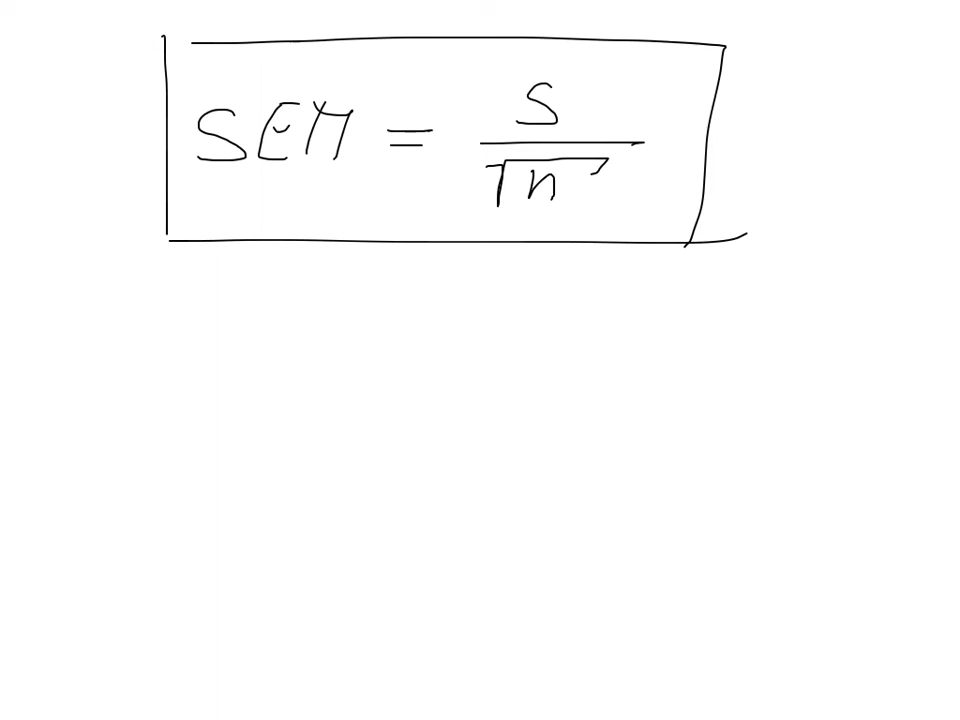 SEM = S / √n